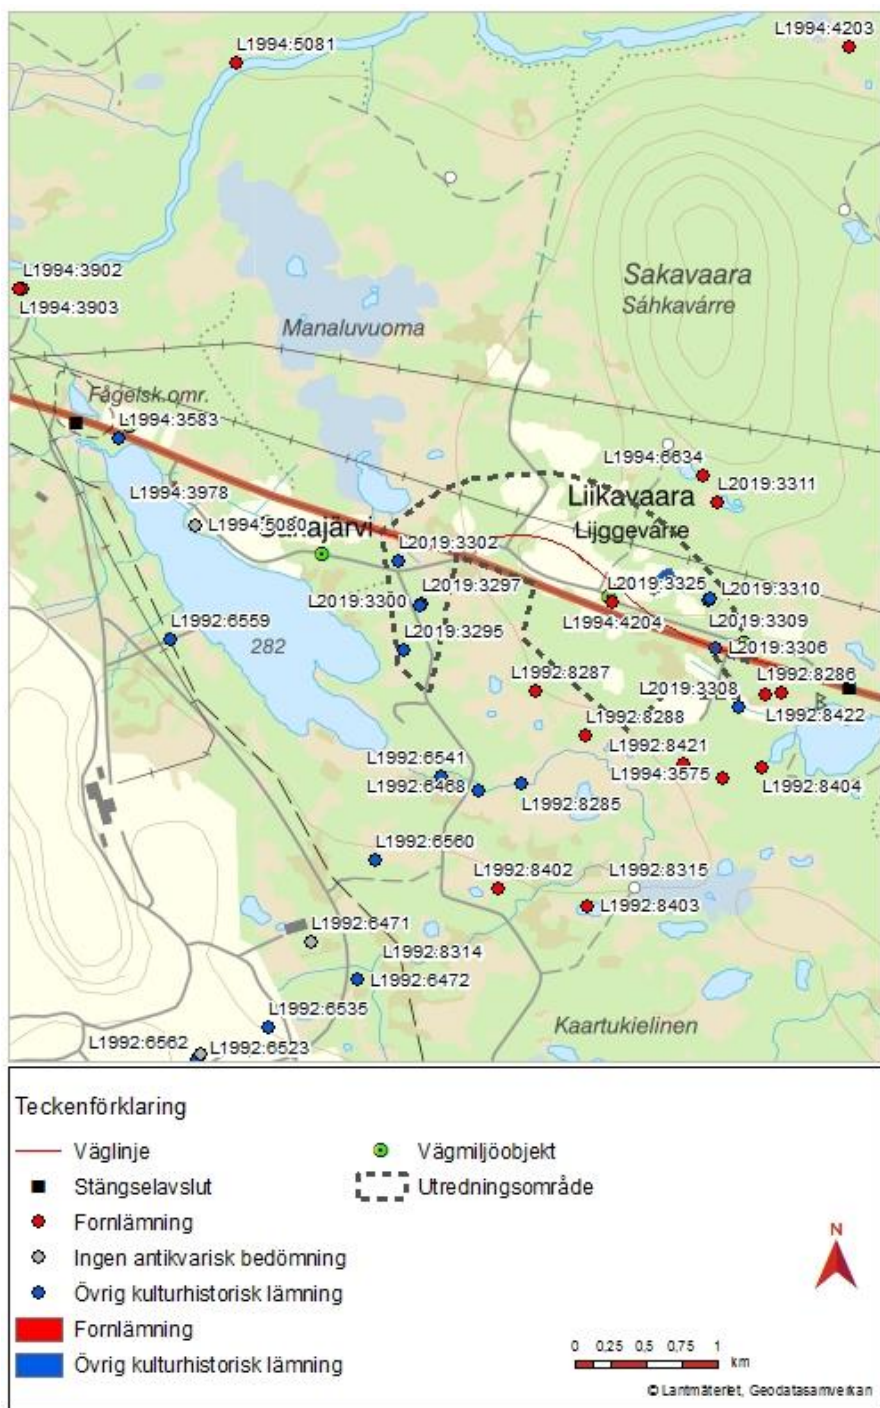 L1994:4203
L1994:5081
Sakavaara
Sáhkavárre
L1994:3902
L1994:3903
Manaluvuoma
Fågelsk.omr.
L1994:3583
L1994:6634
L1994:3978
L2019:3311
Liikavaara
Lijggevárre
L1994:5080
L2019:3302
L2019:3297
L2019:3325
L2019:3310
L2019:3300
L1994:4204
L2019:3309
L1992:6559
282
L2019:3295
L2019:3306
L1992:8287
L2019:3308
L1992:8286
L1992:8422
L1992:8288
L1992:6541
L1992:8421
L1992:6468
L1994:3575
L1992:8404
L1992:8285
L1992:6560
L1992:8402
L1992:8315
L1992:8403
L1992:6471
L1992:8314
L1992:6472
L1992:6535
Kaartukielinen
L1992:6562
L1992:6523
Teckenförklaring
Väglinje
Vägmiljöobjekt
Stängselavslut
Utredningsområde
Fornlämning
Ingen antikvarisk bedömning
Övrig kulturhistorisk lämning
Fornlämning
Övrig kulturhistorisk lämning
N
0 0,25 0,5 0,75 1
km
© Lantmäteriet, Geodatasamverkan